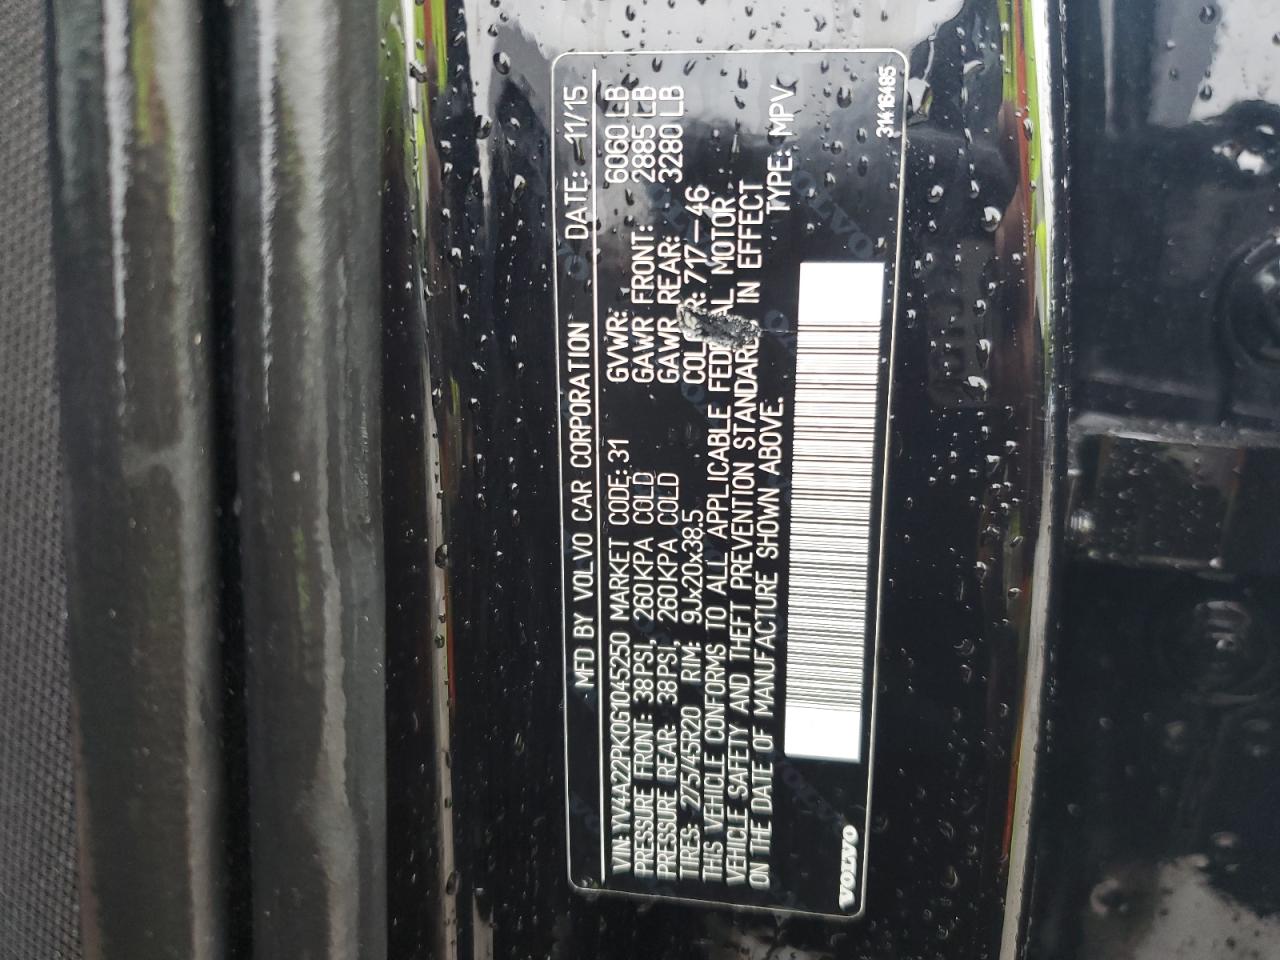 MFD BY VOLVO CAR CORPORATION DATE: 11/15
VIN: YV4A22PK0G1045250 MARKET CODE: 31 GVWR: 6060 LB
PRESSURE FRONT: 38PSI, 260KPA COLD GAWR FRONT: 2885 LB
PRESSURE REAR: 38PSI, 260KPA COLD GAWR REAR: 3280 LB
TIRES: 275/45R20 RIM: 9Jx20x38.5 COLOR: 717-46
THIS VEHICLE CONFORMS TO ALL APPLICABLE FEDERAL MOTOR
VEHICLE SAFETY AND THEFT PREVENTION STANDARDS IN EFFECT
ON THE DATE OF MANUFACTURE SHOWN ABOVE. TYPE: MPV
VOLVO 31416485